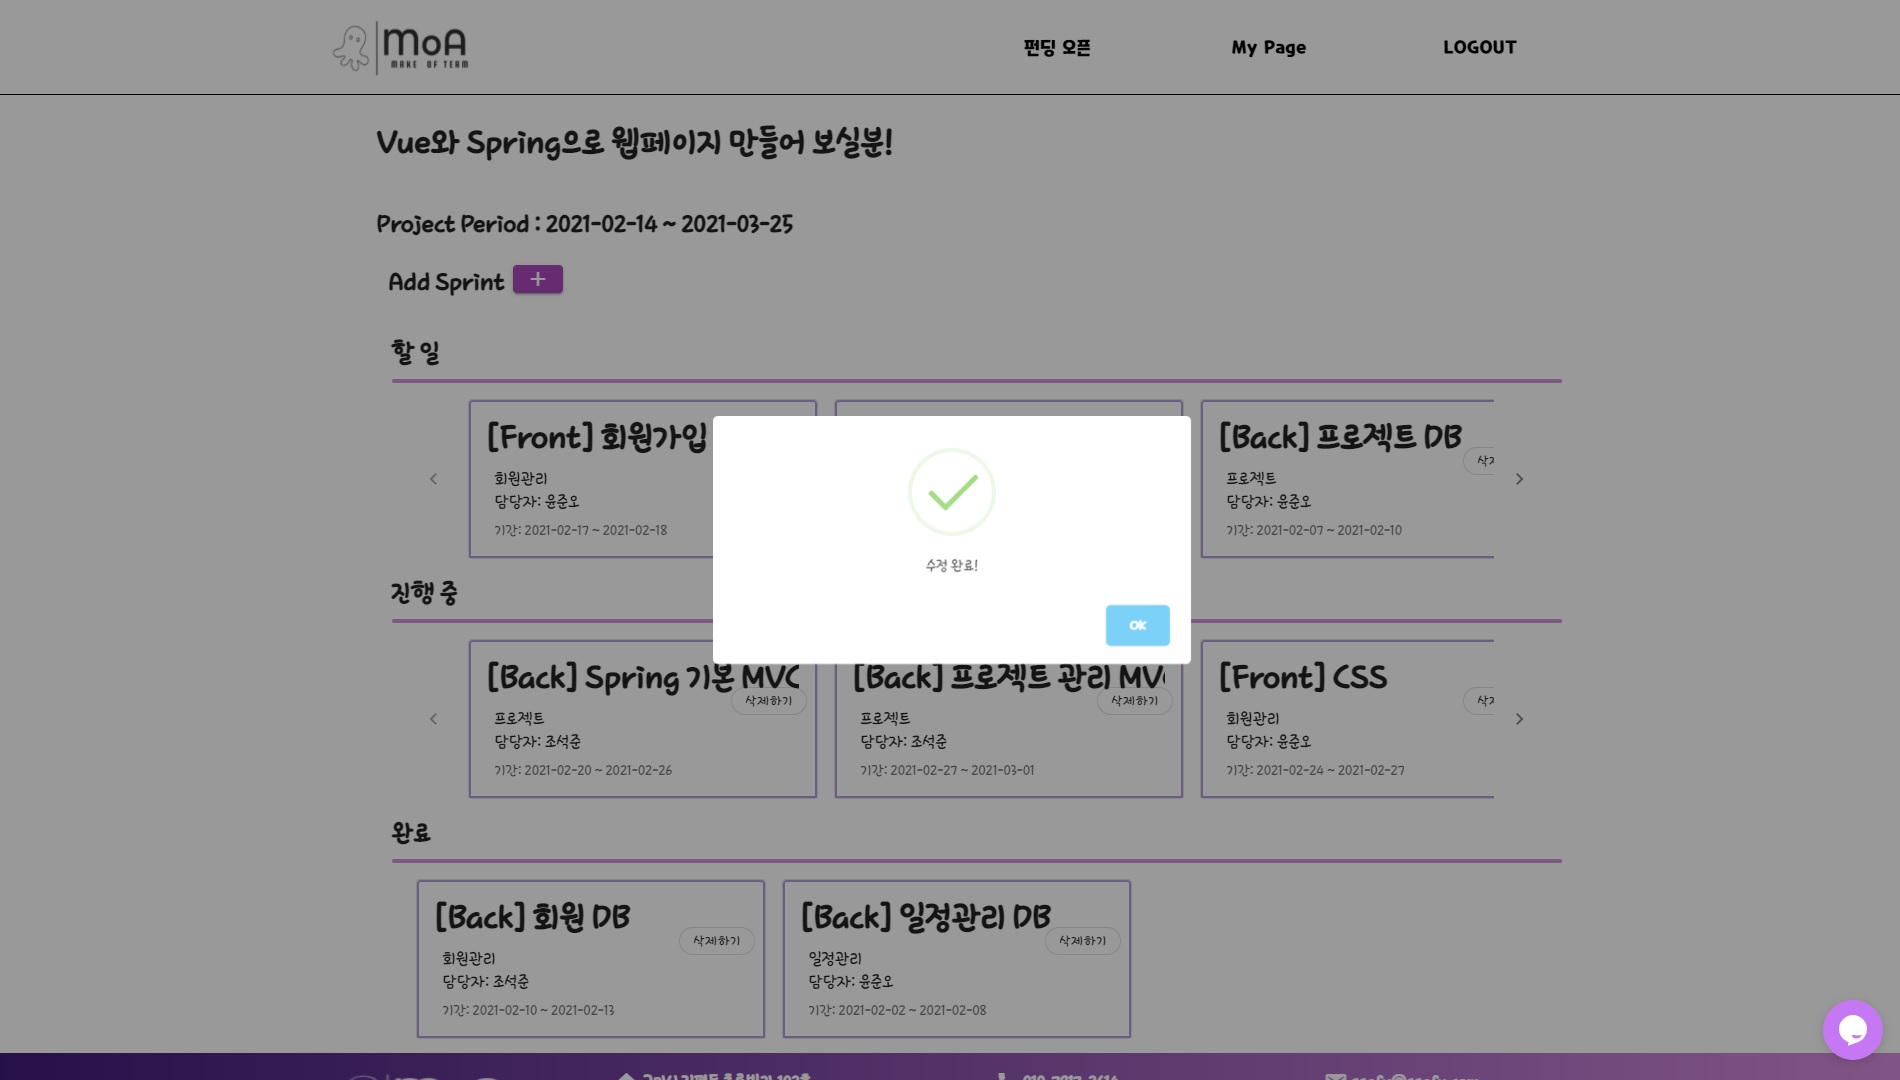 MoA
MAKE OF TEAM
펀딩 오픈
My Page
LOGOUT
Vue와 Spring으로 웹페이지 만들어 보실분!
Project Period : 2021-02-14 ~ 2021-03-25
Add Sprint +
할 일
[Front] 회원가입
회원관리
담당자: 윤준오
기간: 2021-02-17 ~ 2021-02-18
[Back] 프로젝트 DB
프로젝트
담당자: 윤준오
기간: 2021-02-07 ~ 2021-02-10
수정 완료!
OK
진행 중
[Back] Spring 기본 MVC
삭제하기
프로젝트
담당자: 조석준
기간: 2021-02-20 ~ 2021-02-26
[Back] 프로젝트 관리
삭제하기
프로젝트
담당자: 조석준
기간: 2021-02-27 ~ 2021-03-01
[Front] CSS
회원관리
담당자: 윤준오
기간: 2021-02-24 ~ 2021-02-27
완료
[Back] 회원 DB
삭제하기
회원관리
담당자: 조석준
기간: 2021-02-10 ~ 2021-02-13
[Back] 일정관리 DB
삭제하기
일정관리
담당자: 윤준오
기간: 2021-02-02 ~ 2021-02-08